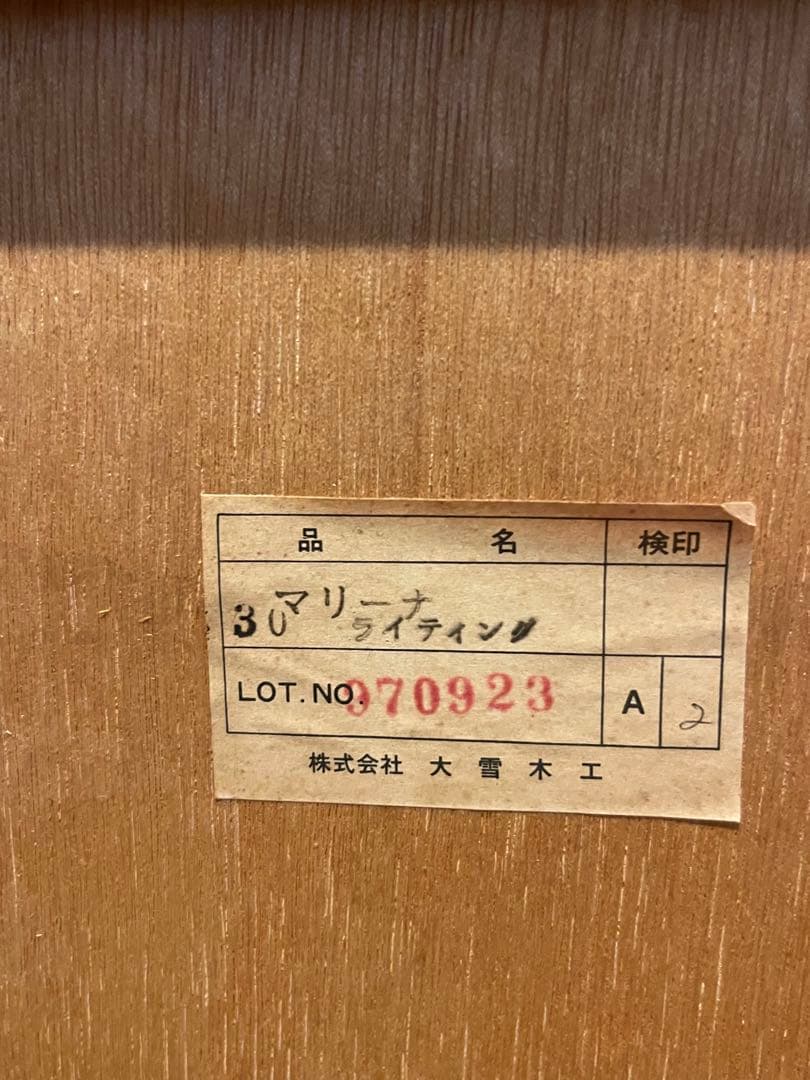 品名 検印
マリーナ
30 ライティング
LOT.NO. 970923 A 2
株式会社 大雪木工